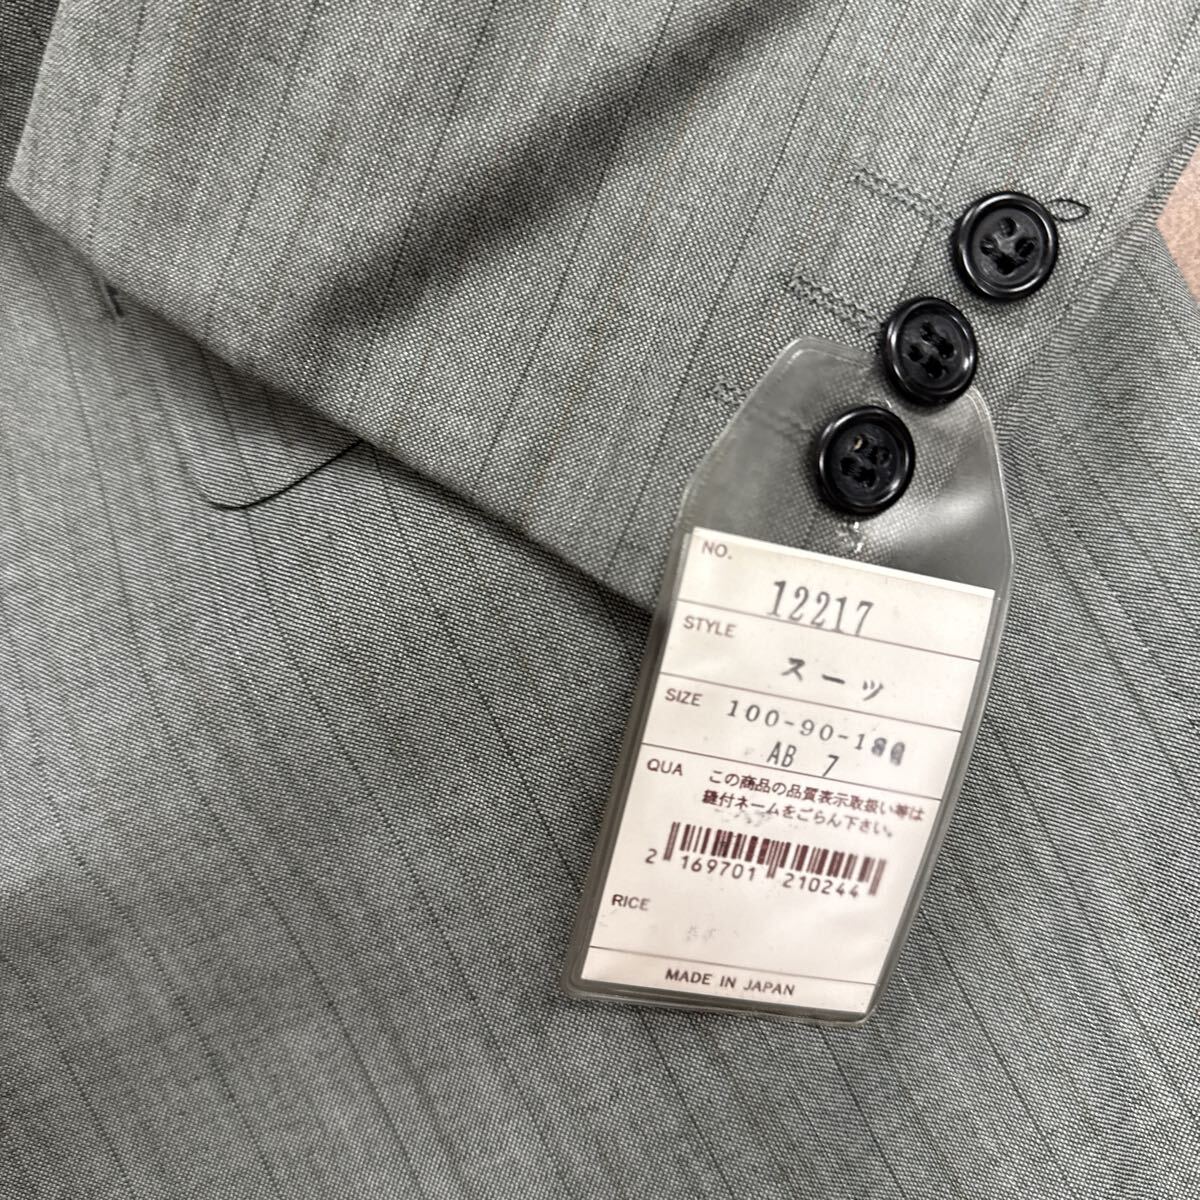 NO.
12217
STYLE
スーツ
SIZE 100-90-180
AB 7
QUA この商品の品質表示取扱い等は
縫付ネームをごらん下さい。
2 169701 210244
RICE
MADE IN JAPAN